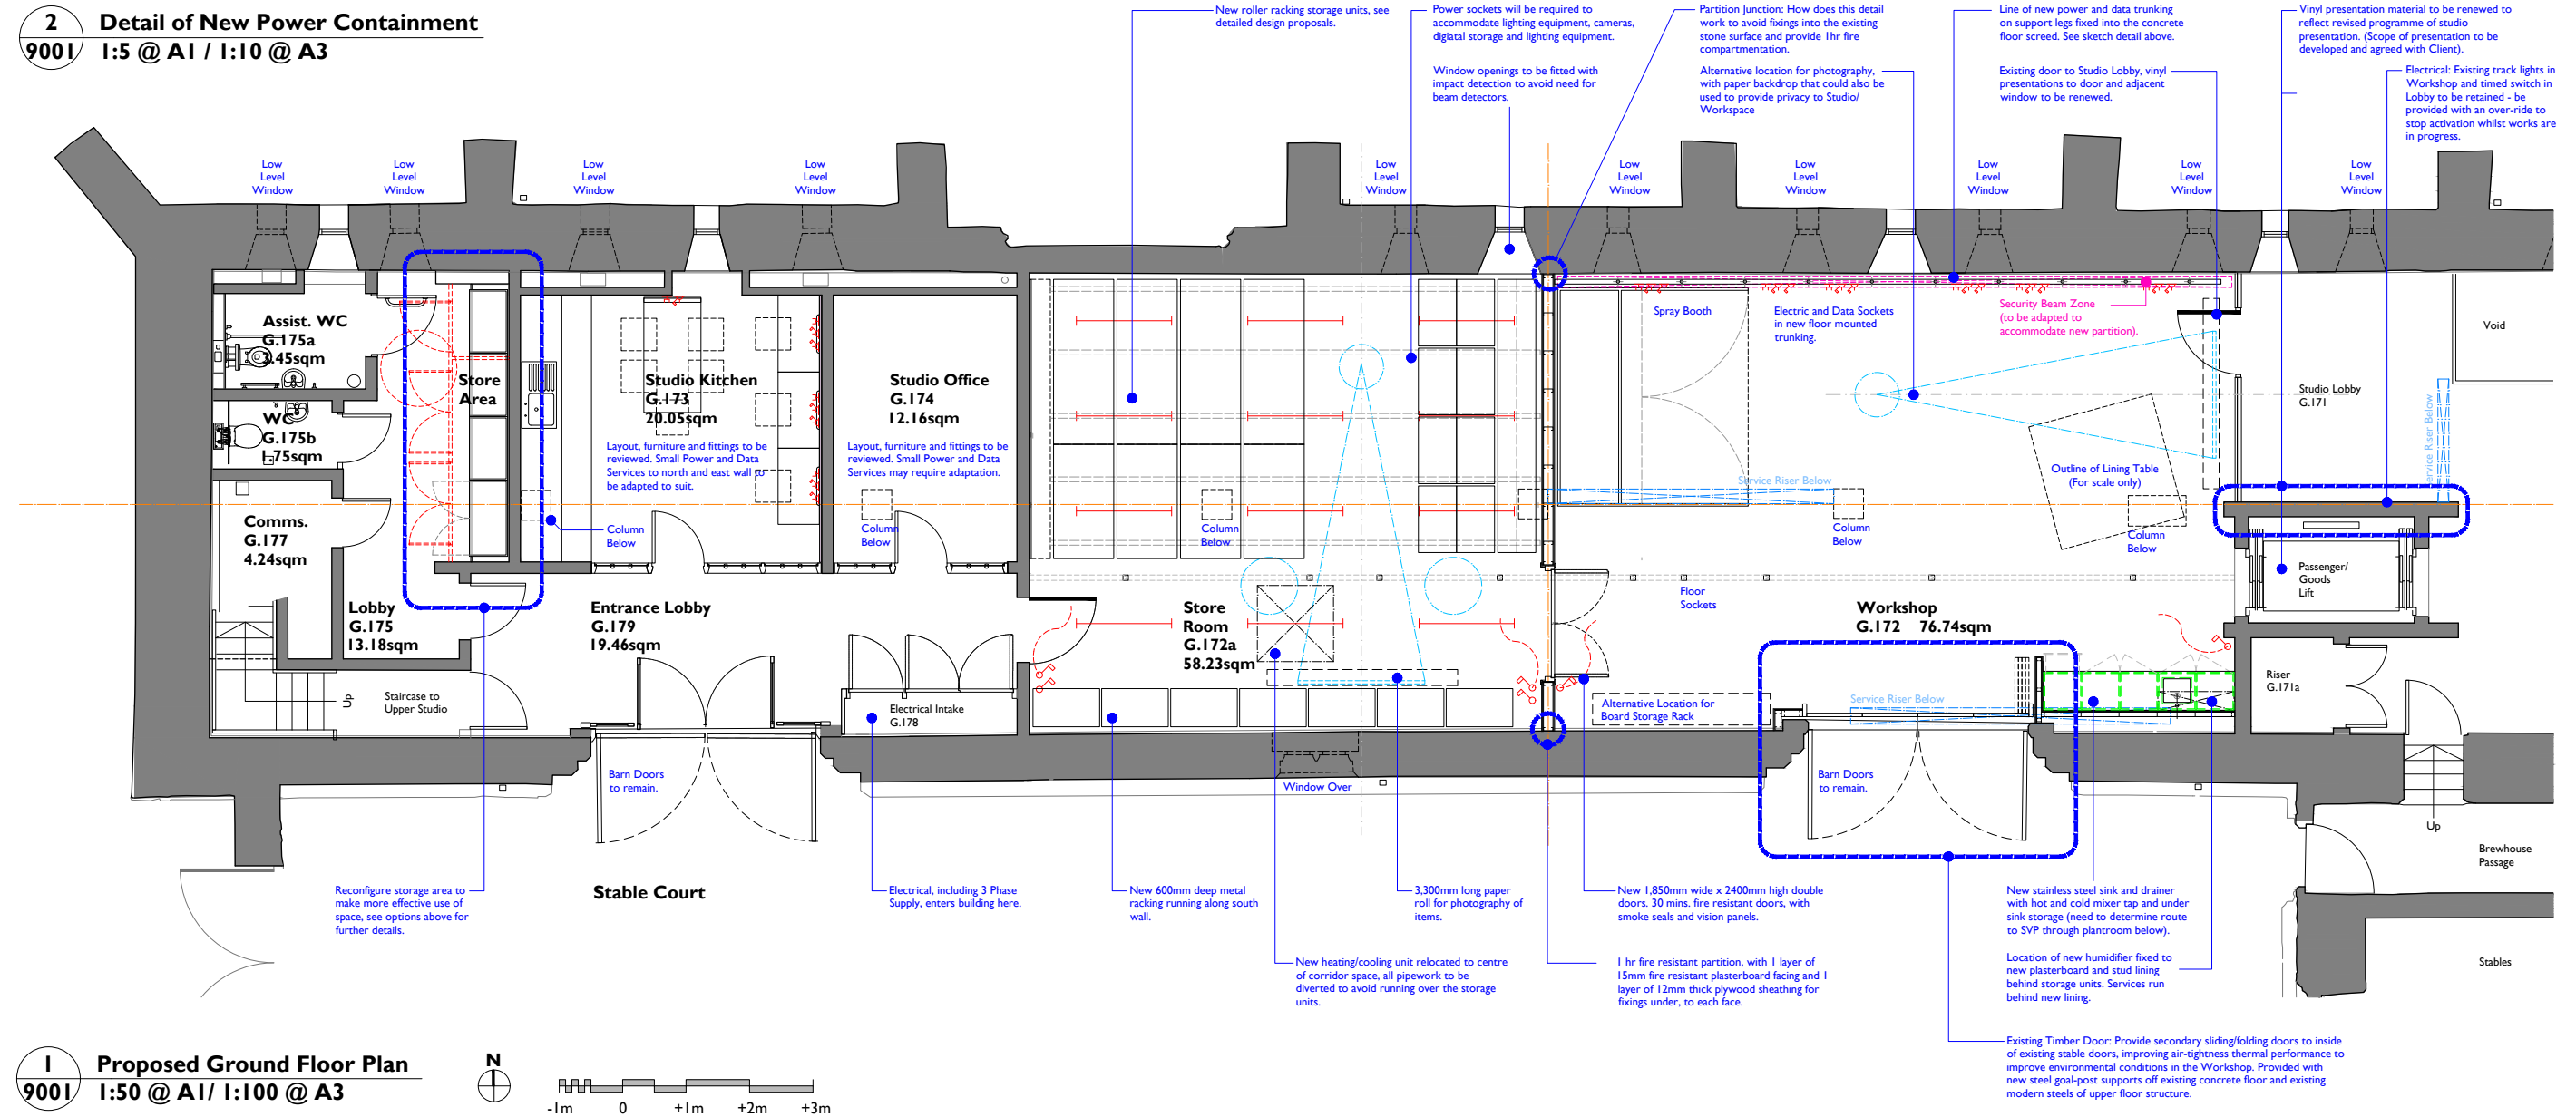 2
9001
Detail of New Power Containment
1:5 @ A1 / 1:10 @ A3
New roller racking storage units, see
detailed design proposals.
Power sockets will be required to
accommodate lighting equipment, cameras,
digiatal storage and lighting equipment.
Window openings to be fitted with
impact detection to avoid need for
beam detectors.
Partition Junction: How does this detail
work to avoid fixings into the existing
stone surface and provide 1hr fire
compartmentation.
Alternative location for photography,
with paper backdrop that could also be
used to provide privacy to Studio/
Workspace
Line of new power and data trunking
on support legs fixed into the concrete
floor screed. See sketch detail above.
Existing door to Studio Lobby, vinyl
presentations to door and adjacent
window to be renewed.
Vinyl presentation material to be renewed to
reflect revised programme of studio
presentation. (Scope of presentation to be
developed and agreed with Client).
Electrical: Existing track lights in
Workshop and timed switch in
Lobby to be retained - be
provided with an over-ride to
stop activation whilst works are
in progress.
Low
Level
Window
Low
Level
Window
Low
Level
Window
Low
Level
Window
Low
Level
Window
Low
Level
Window
Low
Level
Window
Low
Level
Window
Low
Level
Window
Low
Level
Window
Assist. WC
G.175a
3.45sqm
WC
G.175b
1.75sqm
Comms.
G.177
4.24sqm
Store
Area
Studio Kitchen
G.173
20.05sqm
Layout, furniture and fittings to be
reviewed. Small Power and Data
Services to north and east wall to
be adapted to suit.
Column
Below
Studio Office
G.174
12.16sqm
Layout, furniture and fittings to be
reviewed. Small Power and Data
Services may require adaptation.
Column
Below
Column
Below
Spray Booth
Electric and Data Sockets
in new floor mounted
trunking.
Security Beam Zone
(to be adapted to
accommodate new partition).
Service Riser Below
Column
Below
Outline of Lining Table
(For scale only)
Column
Below
Void
Studio Lobby
G.171
Service Riser Below
Passenger/
Goods
Lift
Lobby
G.175
13.18sqm
Entrance Lobby
G.179
19.46sqm
Store
Room
G.172a
58.23sqm
Floor
Sockets
Workshop
G.172 76.74sqm
Riser
G.171a
Up
Staircase to
Upper Studio
Electrical Intake
G.178
Alternative Location for
Board Storage Rack
Service Riser Below
Barn Doors
to remain.
Window Over
Barn Doors
to remain.
Up
Brewhouse
Passage
Stables
Stable Court
Reconfigure storage area to
make more effective use of
space, see options above for
further details.
Electrical, including 3 Phase
Supply, enters building here.
New 600mm deep metal
racking running along south
wall.
3,300mm long paper
roll for photography of
items.
New 1,850mm wide x 2400mm high double
doors. 30 mins. fire resistant doors, with
smoke seals and vision panels.
New stainless steel sink and drainer
with hot and cold mixer tap and under
sink storage (need to determine route
to SVP through plantroom below).
New heating/cooling unit relocated to centre
of corridor space, all pipework to be
diverted to avoid running over the storage
units.
1 hr fire resistant partition, with 1 layer of
15mm fire resistant plasterboard facing and 1
layer of 12mm thick plywood sheathing for
fixings under, to each face.
Location of new humidifier fixed to
new plasterboard and stud lining
behind storage units. Services run
behind new lining.
Existing Timber Door: Provide secondary sliding/folding doors to inside
of existing stable doors, improving air-tightness thermal performance to
improve environmental conditions in the Workshop. Provided with
new steel goal-post supports off existing concrete floor and existing
modern steels of upper floor structure.
1
9001
Proposed Ground Floor Plan
1:50 @ A1/ 1:100 @ A3
N
-1m 0 +1m +2m +3m